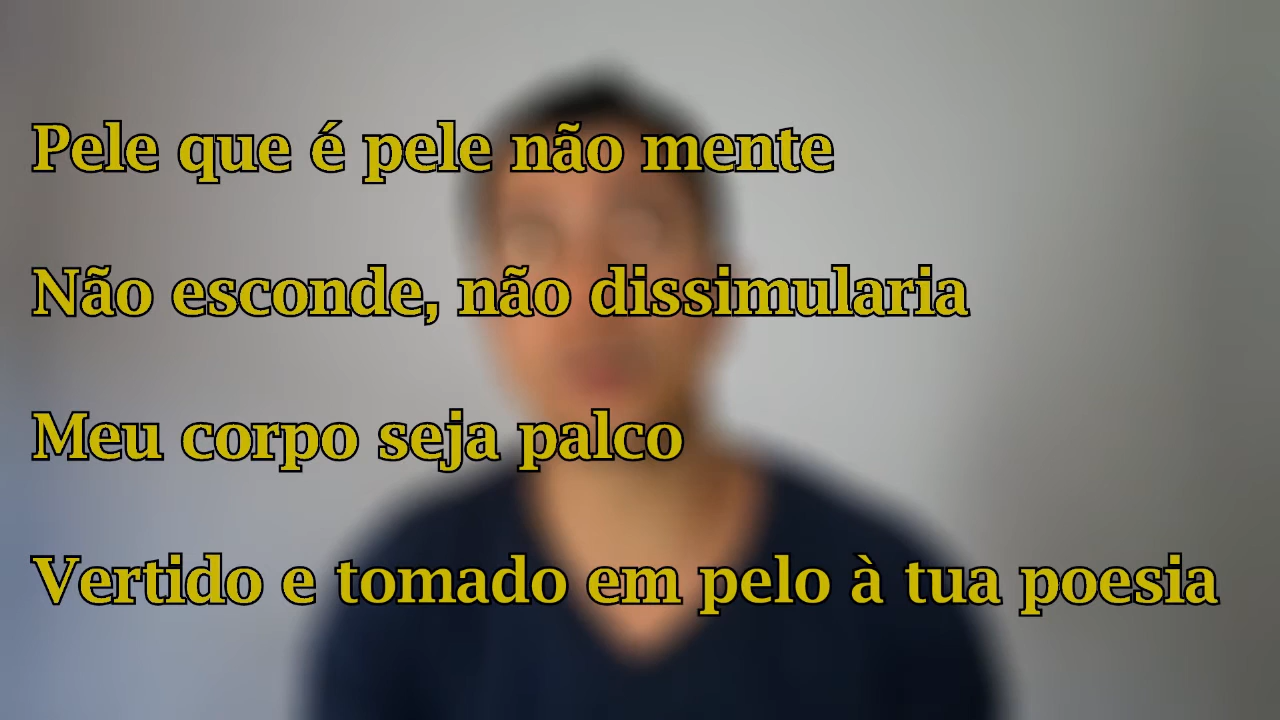 Pele que é pele não mente
Não esconde, não dissimularia
Meu corpo seja palco
Vertido e tomado em pelo à tua poesia